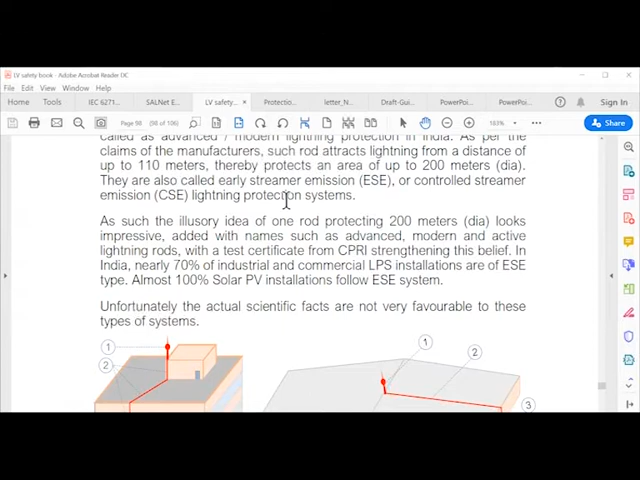 LV safety book - Adobe Acrobat Reader DC
File Edit View Window Help
Home Tools IEC 6271... SALNet E... LV safety... × Protectio... letter_N... Draft-Gui... PowerPoi... PowerPoi... Sign In
Page 98 (98 of 106) 183% Share
called as advanced / modern lightning protection in India. As per the
claims of the manufacturers, such rod attracts lightning from a distance of
up to 110 meters, thereby protects an area of up to 200 meters (dia).
They are also called early streamer emission (ESE), or controlled streamer
emission (CSE) lightning protection systems.
As such the illusory idea of one rod protecting 200 meters (dia) looks
impressive, added with names such as advanced, modern and active
lightning rods, with a test certificate from CPRI strengthening this belief. In
India, nearly 70% of industrial and commercial LPS installations are of ESE
type. Almost 100% Solar PV installations follow ESE system.
Unfortunately the actual scientific facts are not very favourable to these
types of systems.
1
2
1
2
3